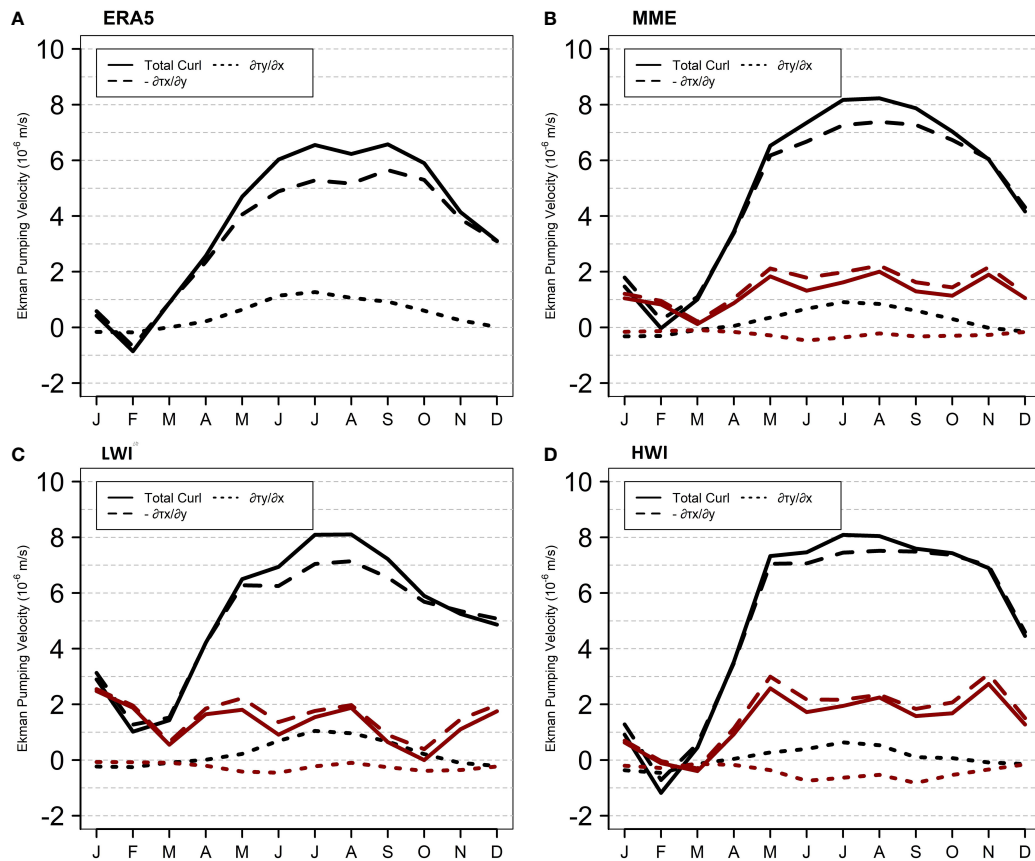 A ERA5
Total Curl ∂τy/∂x
- ∂τx/∂y
Ekman Pumping Velocity (10⁻⁶ m/s)
10
8
6
4
2
0
-2
J F M A M J J A S O N D
B MME
Total Curl ∂τy/∂x
- ∂τx/∂y
Ekman Pumping Velocity (10⁻⁶ m/s)
10
8
6
4
2
0
-2
J F M A M J J A S O N D
C LWI
Total Curl ∂τy/∂x
- ∂τx/∂y
Ekman Pumping Velocity (10⁻⁶ m/s)
10
8
6
4
2
0
-2
J F M A M J J A S O N D
D HWI
Total Curl ∂τy/∂x
- ∂τx/∂y
Ekman Pumping Velocity (10⁻⁶ m/s)
10
8
6
4
2
0
-2
J F M A M J J A S O N D